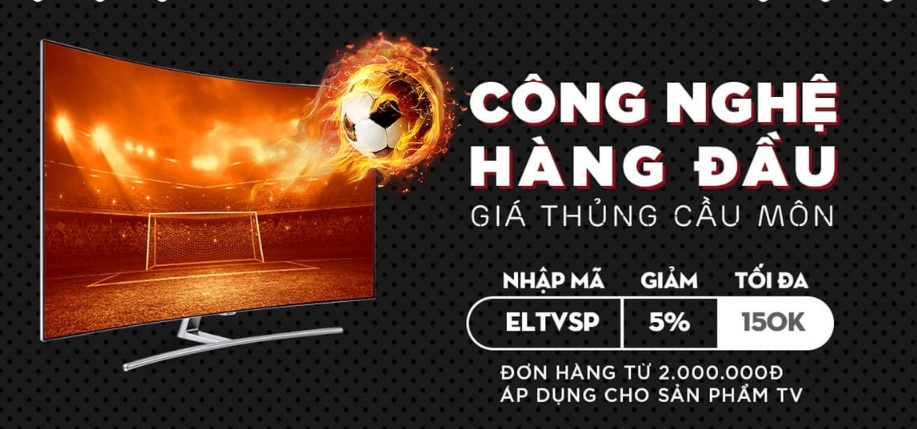 CÔNG NGHỆ
HÀNG ĐẦU
GIÁ THỦNG CẦU MÔN
NHẬP MÃ GIẢM TỐI ĐA
ELTVSP 5% 150K
ĐƠN HÀNG TỪ 2.000.000Đ
ÁP DỤNG CHO SẢN PHẨM TV